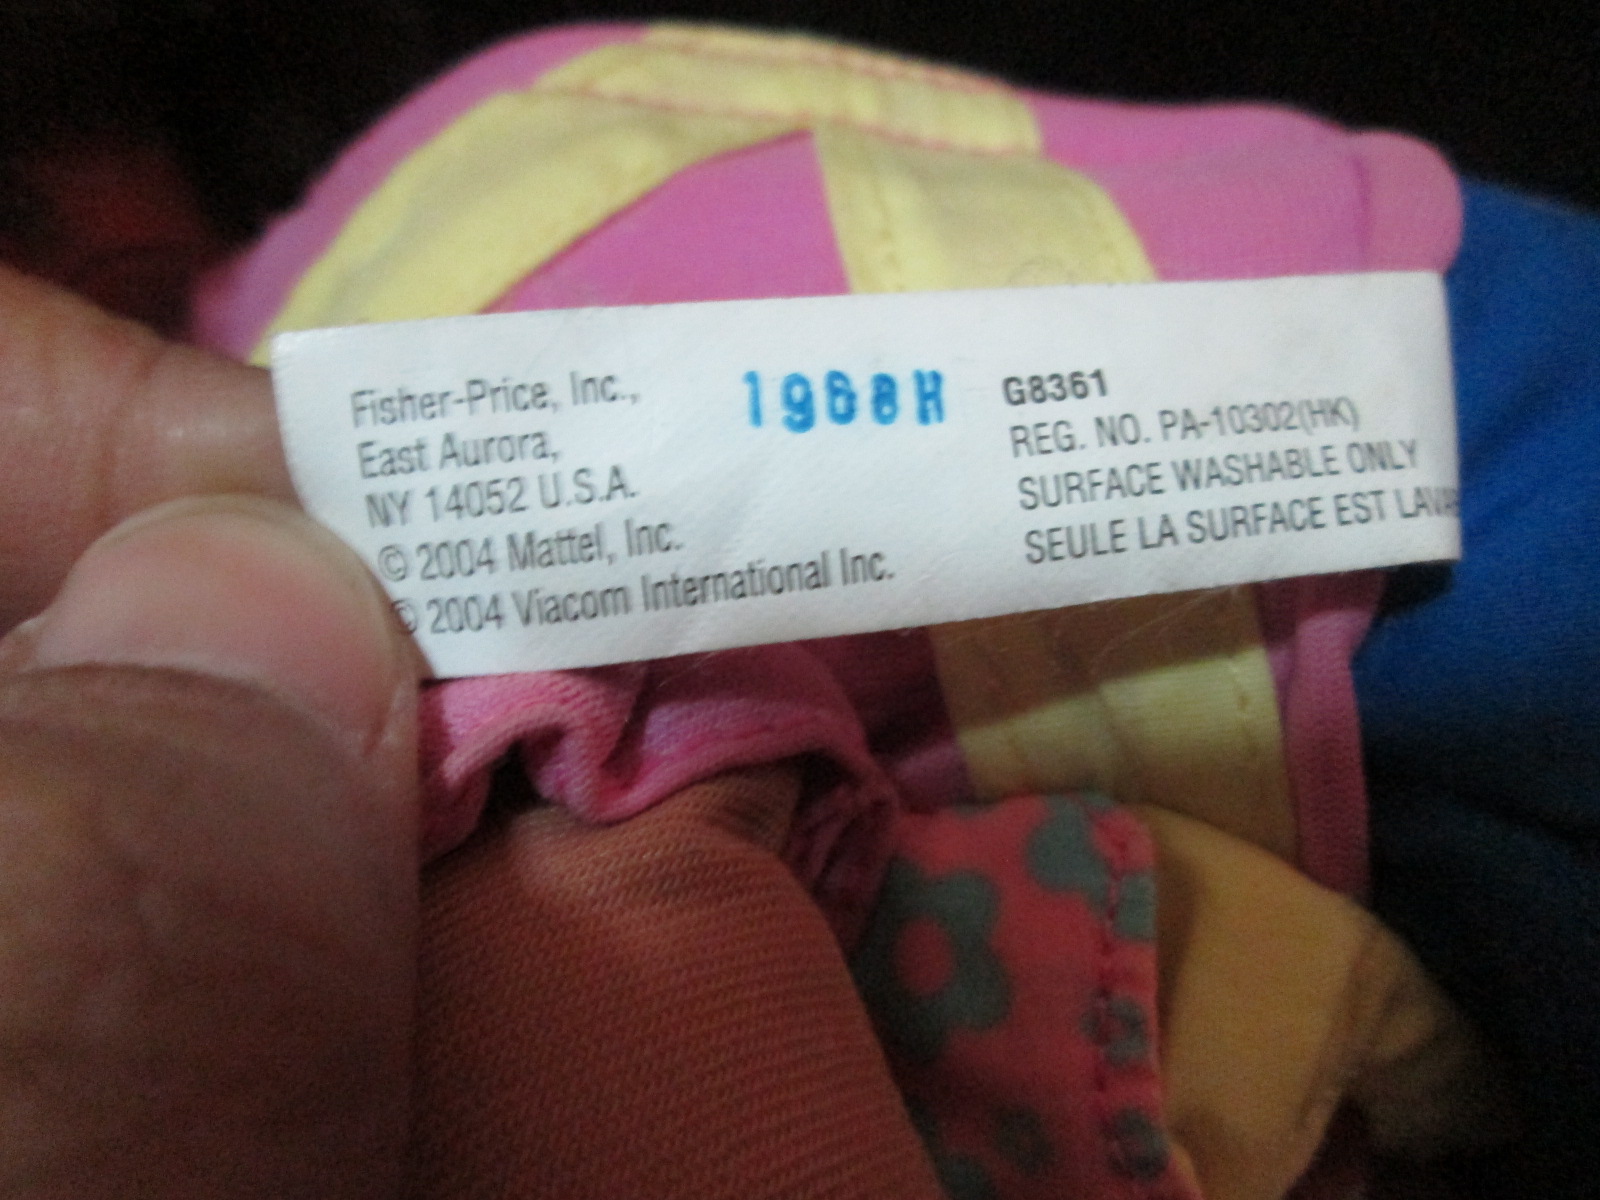 Fisher-Price, Inc.,
East Aurora,
NY 14052 U.S.A.
© 2004 Mattel, Inc.
© 2004 Viacom International Inc.
G8361
REG. NO. PA-10302(HK)
SURFACE WASHABLE ONLY
SEULE LA SURFACE EST